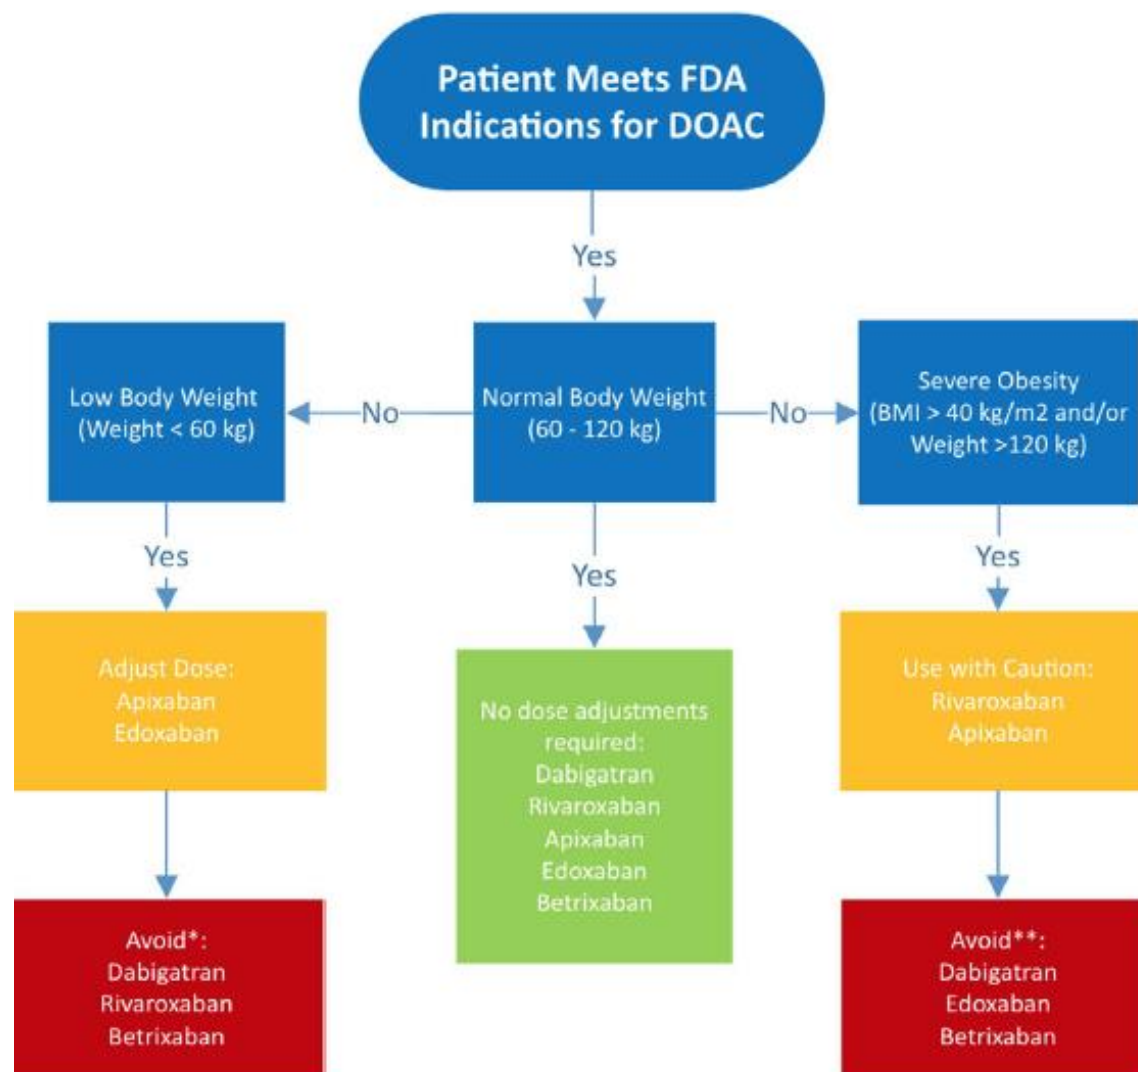 Patient Meets FDA
Indications for DOAC
Yes
Low Body Weight
(Weight < 60 kg)
No
Normal Body Weight
(60 - 120 kg)
No
Severe Obesity
(BMI > 40 kg/m2 and/or
Weight >120 kg)
Yes
Yes
Yes
Adjust Dose:
Apixaban
Edoxaban
No dose adjustments
required:
Dabigatran
Rivaroxaban
Apixaban
Edoxaban
Betrixaban
Use with Caution:
Rivaroxaban
Apixaban
Avoid*:
Dabigatran
Rivaroxaban
Betrixaban
Avoid**:
Dabigatran
Edoxaban
Betrixaban